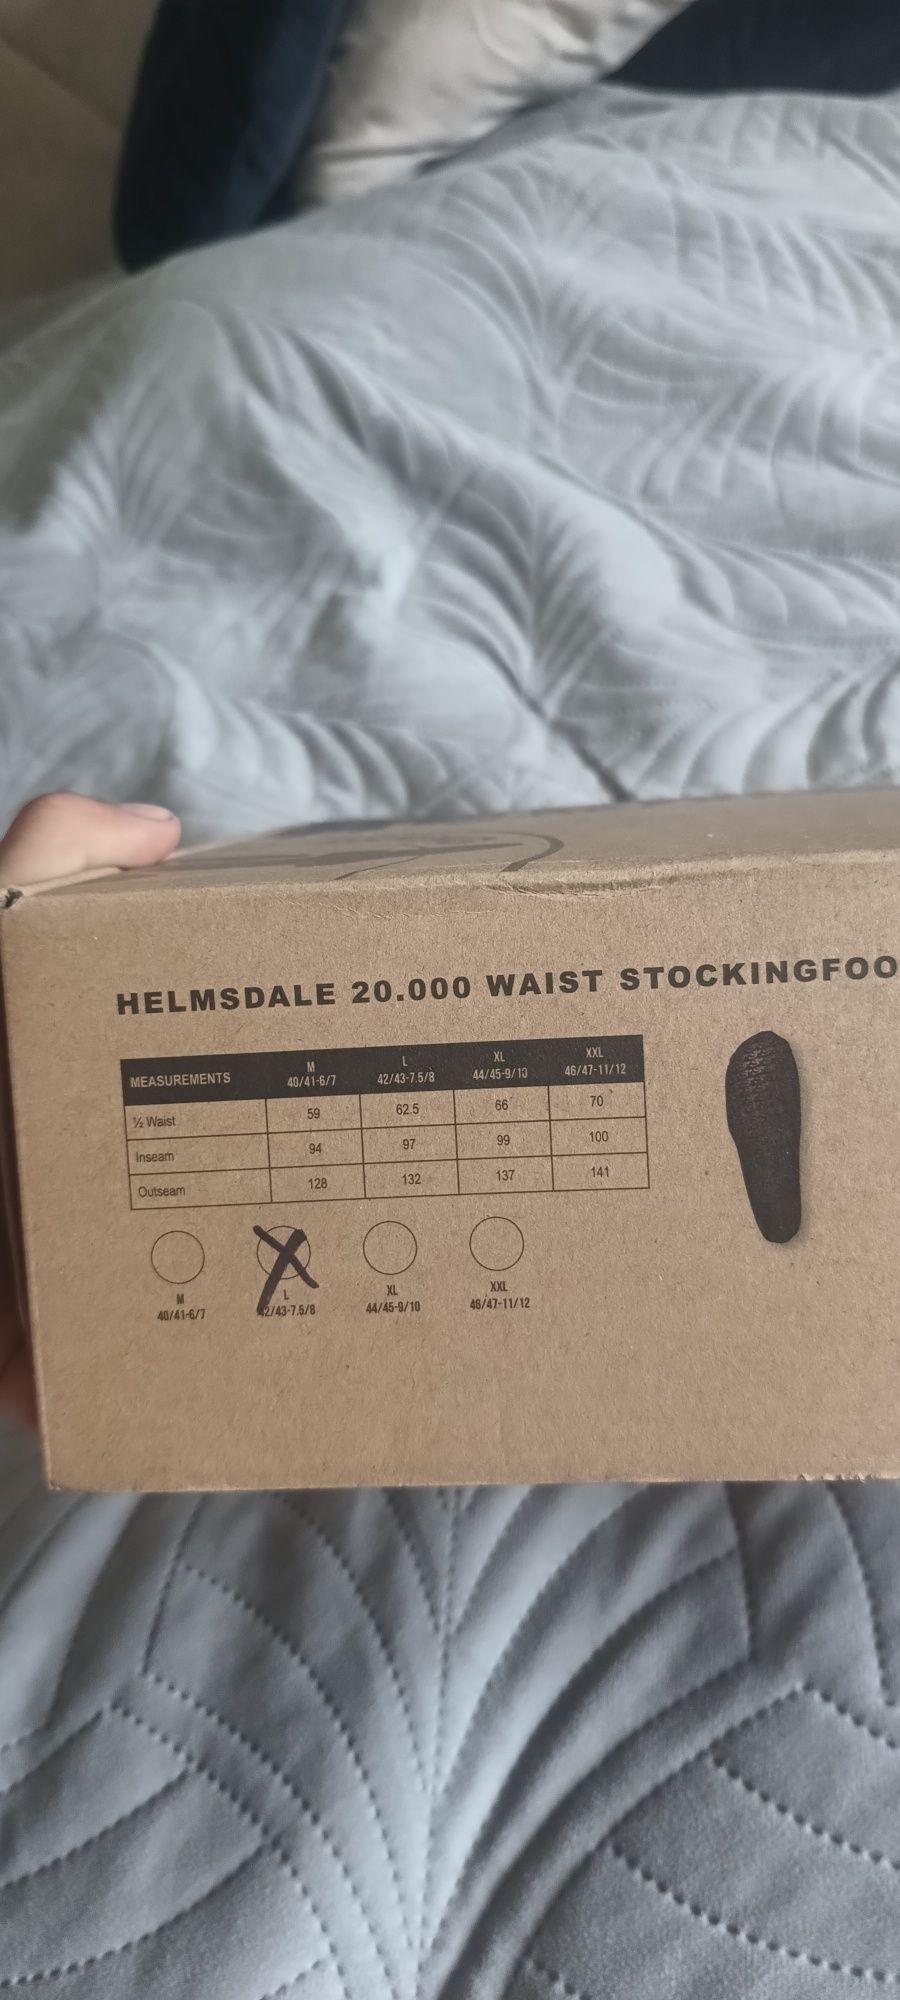 HELMSDALE 20.000 WAIST STOCKINGFOO
MEASUREMENTS M 40/41-6/7 L 42/43-7.5/8 XL 44/45-9/10 XXL 46/47-11/12
½ Waist 59 62.5 66 70
Inseam 94 97 99 100
Outseam 128 132 137 141
M L XL XXL
40/41-6/7 42/43-7.5/8 44/45-9/10 46/47-11/12